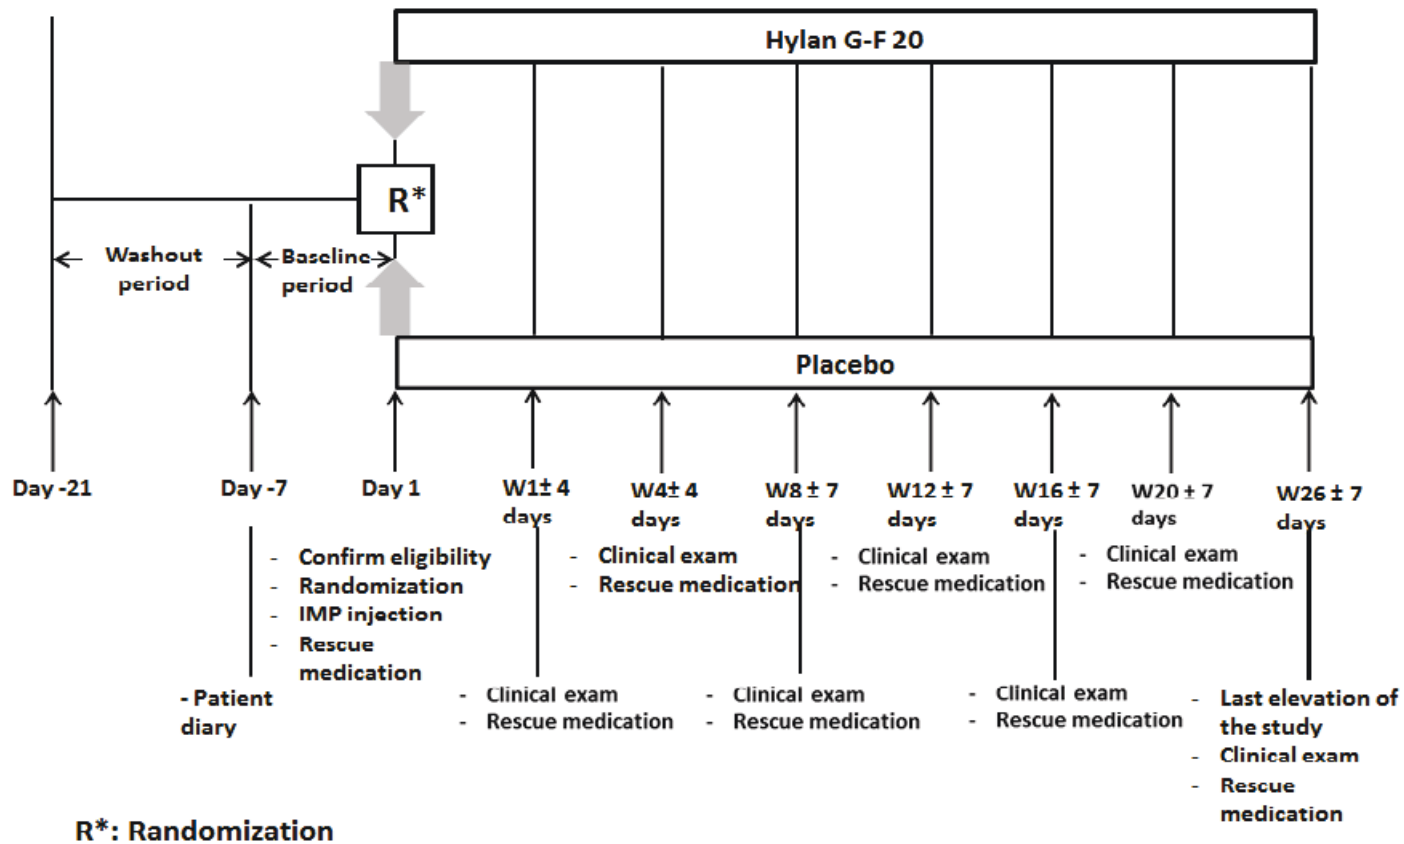 Hylan G-F 20
R*
Washout
period
Baseline
period
Placebo
Day -21
Day -7
Day 1
W1± 4
days
W4± 4
days
W8 ± 7
days
W12 ± 7
days
W16 ± 7
days
W20 ± 7
days
W26 ± 7
days
- Confirm eligibility
- Randomization
- IMP injection
- Rescue
medication
- Clinical exam
- Rescue medication
- Clinical exam
- Rescue medication
- Clinical exam
- Rescue medication
- Patient
diary
- Clinical exam
- Rescue medication
- Clinical exam
- Rescue medication
- Clinical exam
- Rescue medication
- Last elevation of
the study
- Clinical exam
- Rescue
medication
R*: Randomization